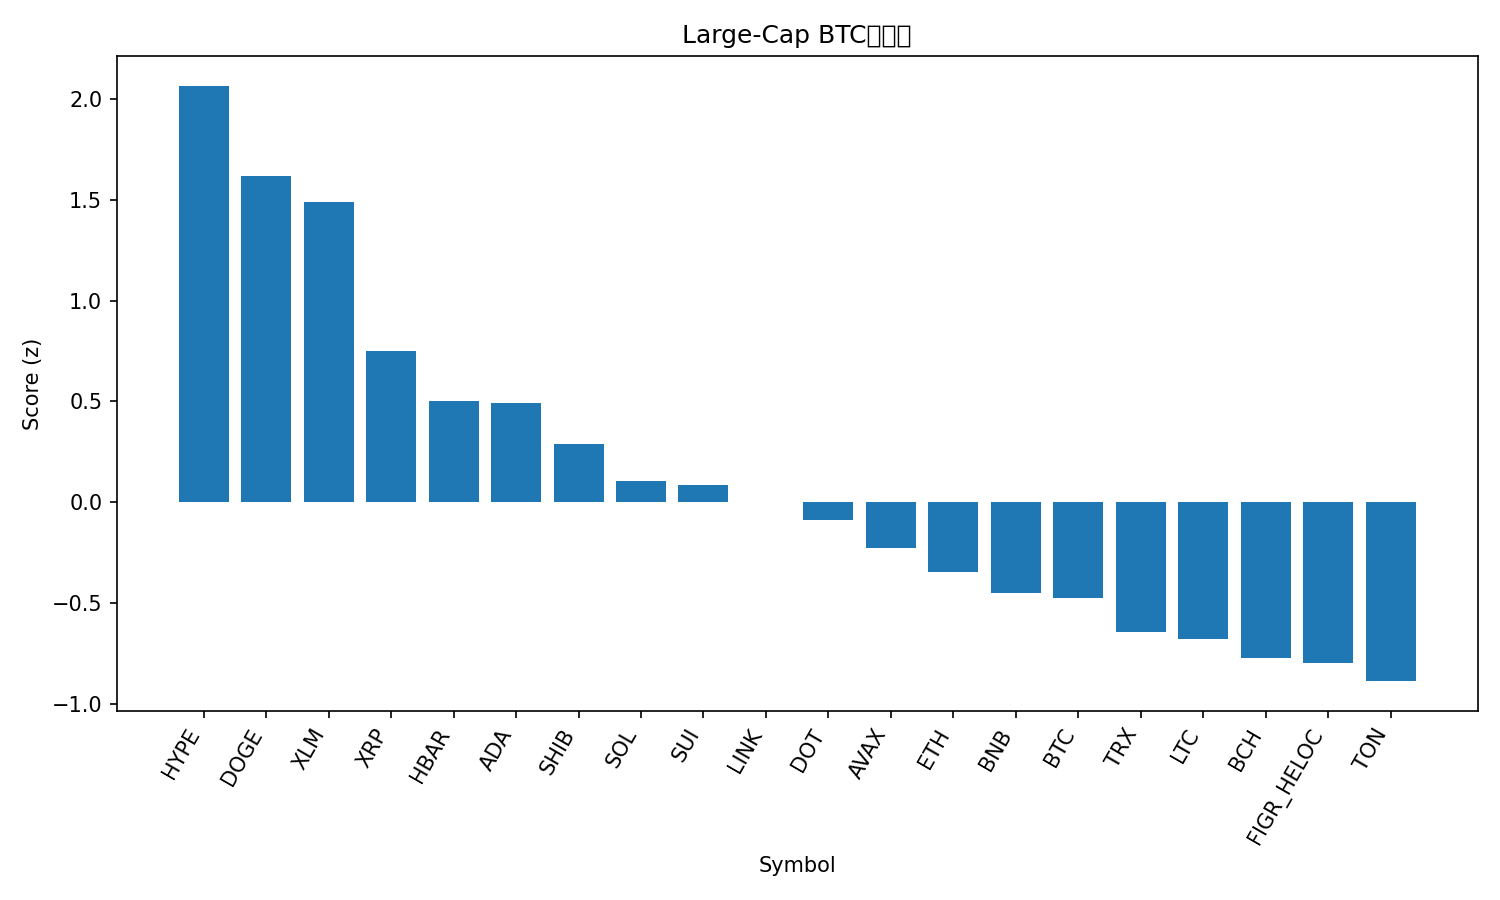 Large-Cap BTC
Score (z)
2.0
1.5
1.0
0.5
0.0
−0.5
−1.0
HYPE
DOGE
XLM
XRP
HBAR
ADA
SHIB
SOL
SUI
LINK
DOT
AVAX
ETH
BNB
BTC
TRX
LTC
BCH
FIGR_HELOC
TON
Symbol